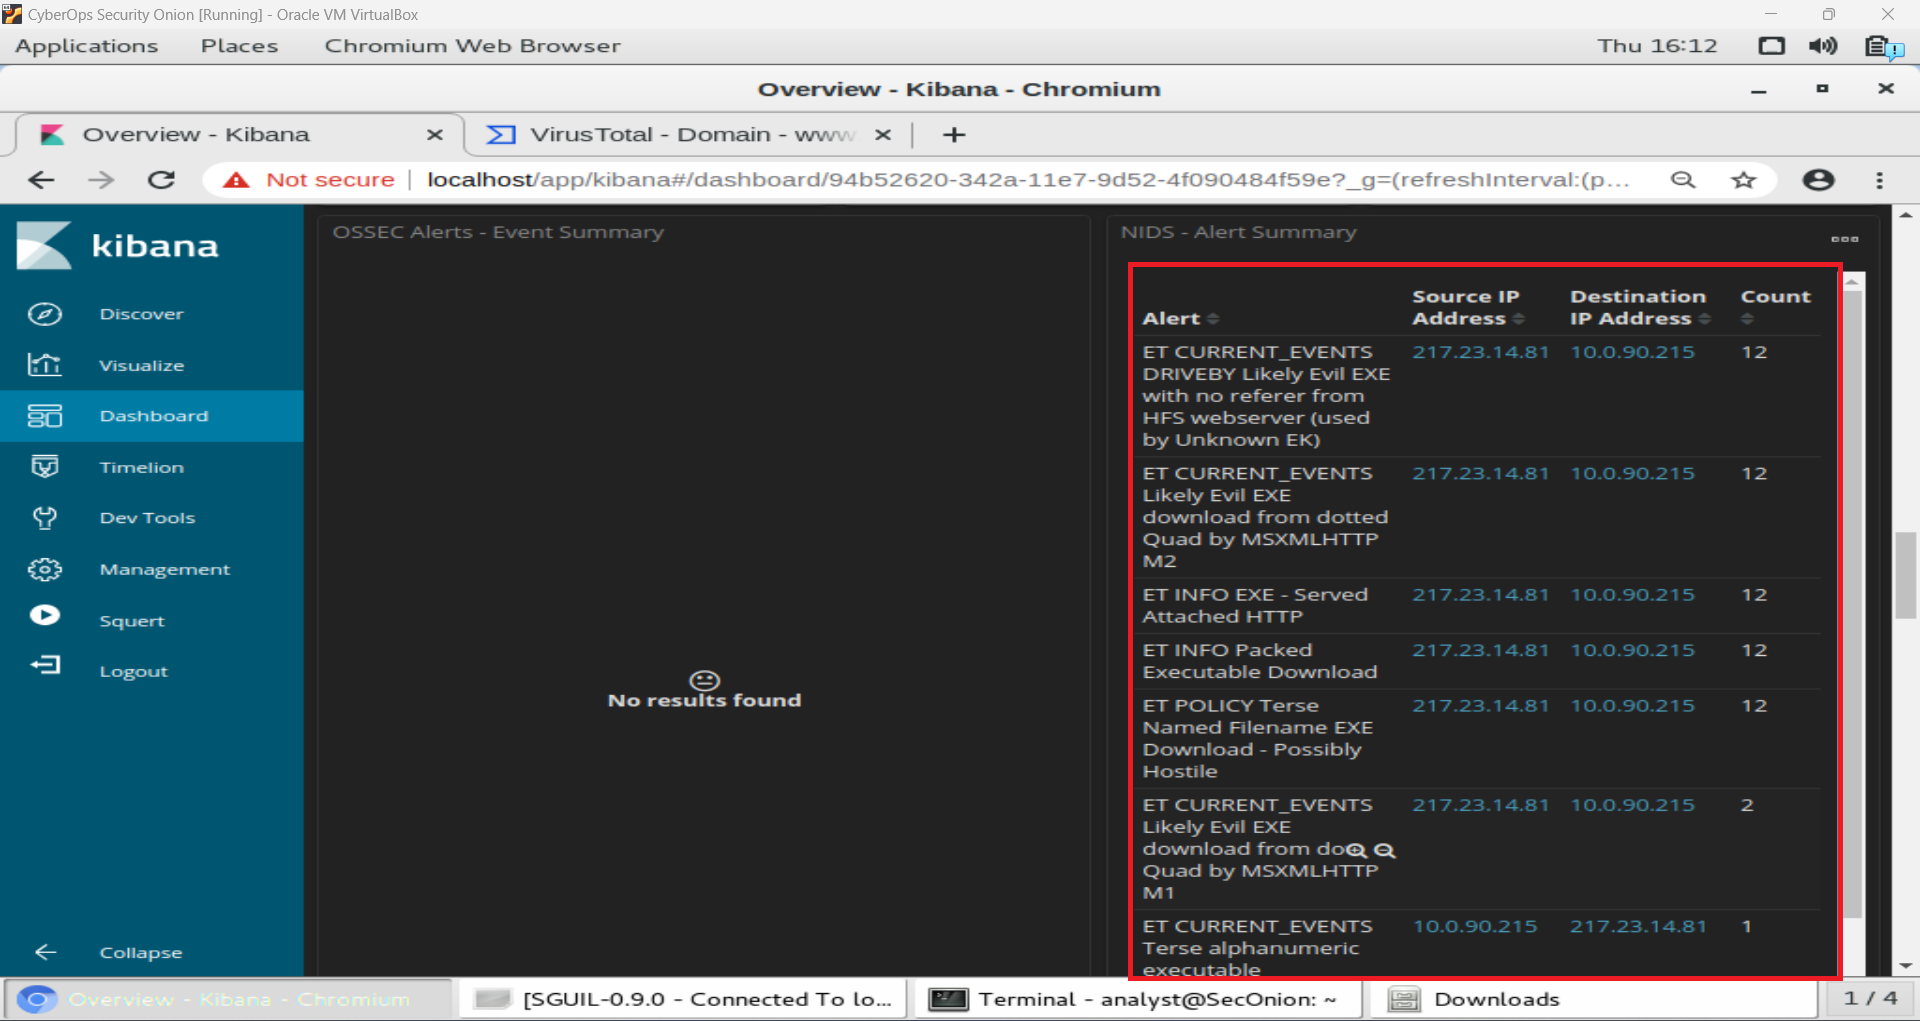 CyberOps Security Onion [Running] - Oracle VM VirtualBox
Applications Places Chromium Web Browser Thu 16:12
Overview - Kibana - Chromium
Overview - Kibana VirusTotal - Domain - www
Not secure localhost/app/kibana#/dashboard/94b52620-342a-11e7-9d52-4f090484f59e?_g=(refreshInterval:(p...
kibana
Discover
Visualize
Dashboard
Timelion
Dev Tools
Management
Squert
Logout
Collapse
OSSEC Alerts - Event Summary
No results found
NIDS - Alert Summary
Alert Source IP Address Destination IP Address Count
ET CURRENT_EVENTS 217.23.14.81 10.0.90.215 12
DRIVEBY Likely Evil EXE
with no referer from
HFS webserver (used
by Unknown EK)
ET CURRENT_EVENTS 217.23.14.81 10.0.90.215 12
Likely Evil EXE
download from dotted
Quad by MSXMLHTTP
M2
ET INFO EXE - Served 217.23.14.81 10.0.90.215 12
Attached HTTP
ET INFO Packed 217.23.14.81 10.0.90.215 12
Executable Download
ET POLICY Terse 217.23.14.81 10.0.90.215 12
Named Filename EXE
Download - Possibly
Hostile
ET CURRENT_EVENTS 217.23.14.81 10.0.90.215 2
Likely Evil EXE
download from do
Quad by MSXMLHTTP
M1
ET CURRENT_EVENTS 10.0.90.215 217.23.14.81 1
Terse alphanumeric
executable
Overview - Kibana - Chromium [SGUIL-0.9.0 - Connected To lo... Terminal - analyst@SecOnion: ~ Downloads 1 / 4